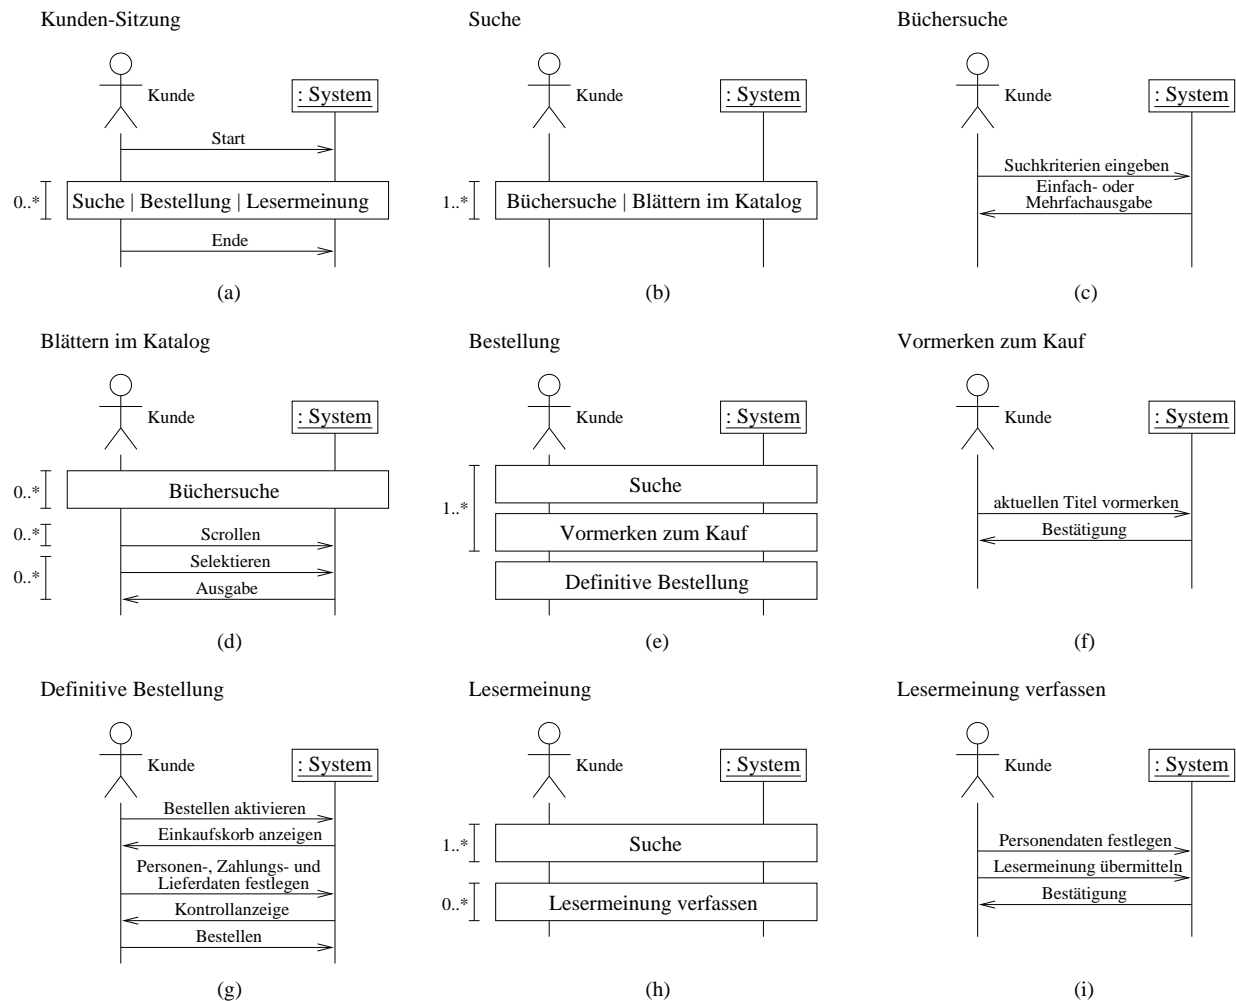 Kunden-Sitzung
Kunde
: System
Start
0..*
Suche | Bestellung | Lesermeinung
Ende
(a)
Suche
Kunde
: System
1..*
Büchersuche | Blättern im Katalog
(b)
Büchersuche
Kunde
: System
Suchkriterien eingeben
Einfach- oder
Mehrfachausgabe
(c)
Blättern im Katalog
Kunde
: System
0..*
Büchersuche
0..*
Scrollen
Selektieren
0..*
Ausgabe
(d)
Bestellung
Kunde
: System
Suche
1..*
Vormerken zum Kauf
Definitive Bestellung
(e)
Vormerken zum Kauf
Kunde
: System
aktuellen Titel vormerken
Bestätigung
(f)
Definitive Bestellung
Kunde
: System
Bestellen aktivieren
Einkaufskorb anzeigen
Personen-, Zahlungs- und
Lieferdaten festlegen
Kontrollanzeige
Bestellen
(g)
Lesermeinung
Kunde
: System
1..*
Suche
0..*
Lesermeinung verfassen
(h)
Lesermeinung verfassen
Kunde
: System
Personendaten festlegen
Lesermeinung übermitteln
Bestätigung
(i)